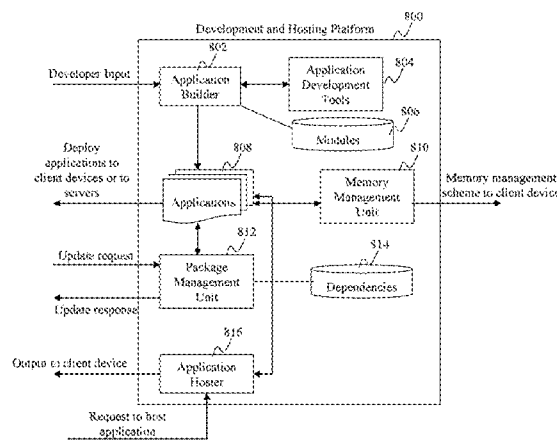 Development and Hosting Platform
800
802
Developer Input
Application
Builder
Application
Development
Tools
804
806
Modules
Deploy
applications to
client devices or to
servers
808
Applications
810
Memory
Management
Unit
Memory management
scheme to client device
Update request
812
Package
Management
Unit
814
Dependencies
Update response
816
Output to client device
Application
Hoster
Request to host
application